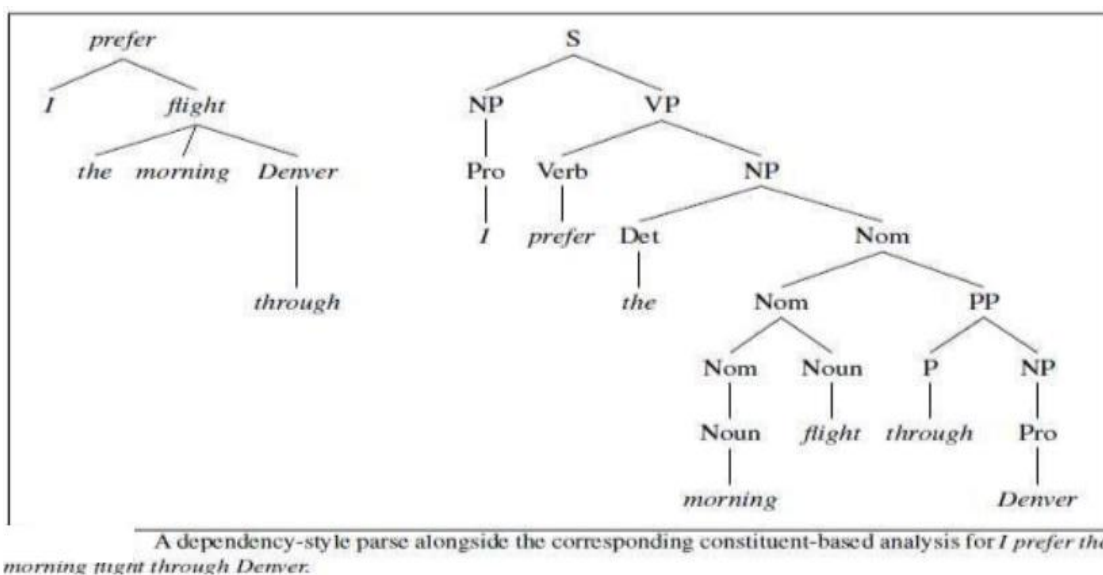 prefer S
I flight NP VP
the morning Denver Pro Verb NP
I prefer Det Nom
through the Nom PP
Nom Noun P NP
Noun flight through Pro
morning Denver
A dependency-style parse alongside the corresponding constituent-based analysis for I prefer the
morning flight through Denver.